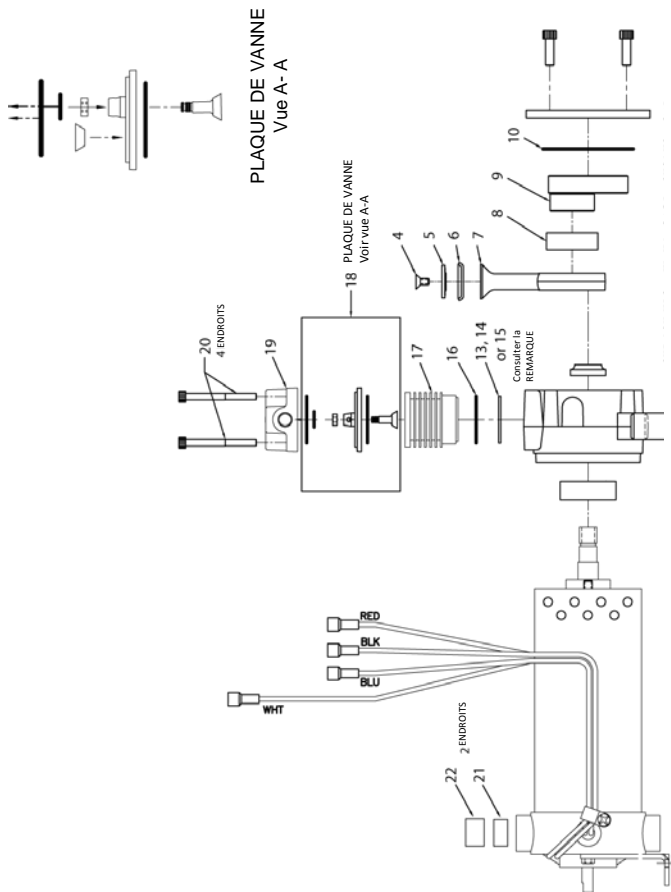 PLAQUE DE VANNE
Vue A- A
20
4 ENDROITS
19
18
PLAQUE DE VANNE
Voir vue A-A
17
16
13, 14
or 15
Consulter la
REMARQUE
4
5
6
7
8
9
10
RED
BLK
BLU
WHT
22
21
2 ENDROITS